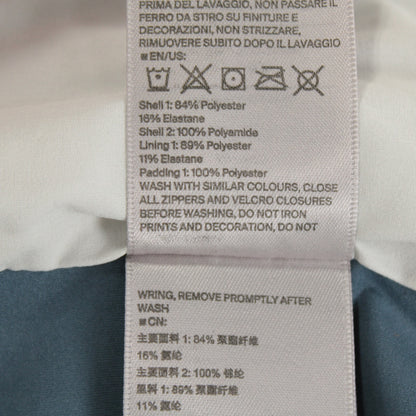 PRIMA DEL LAVAGGIO, NON PASSARE IL
FERRO DA STIRO SU FINITURE E
DECORAZIONI, NON STRIZZARE,
RIMUOVERE SUBITO DOPO IL LAVAGGIO
EN/US:
Shell 1: 84% Polyester
16% Elastane
Shell 2: 100% Polyamide
Lining 1: 89% Polyester
11% Elastane
Padding 1: 100% Polyester
WASH WITH SIMILAR COLOURS, CLOSE
ALL ZIPPERS AND VELCRO CLOSURES
BEFORE WASHING, DO NOT IRON
PRINTS AND DECORATION, DO NOT
WRING, REMOVE PROMPTLY AFTER
WASH
CN:
主要面料 1: 84% 聚酯纤维
16% 氨纶
主要面料 2: 100% 锦纶
里料 1: 89% 聚酯纤维
11% 氨纶